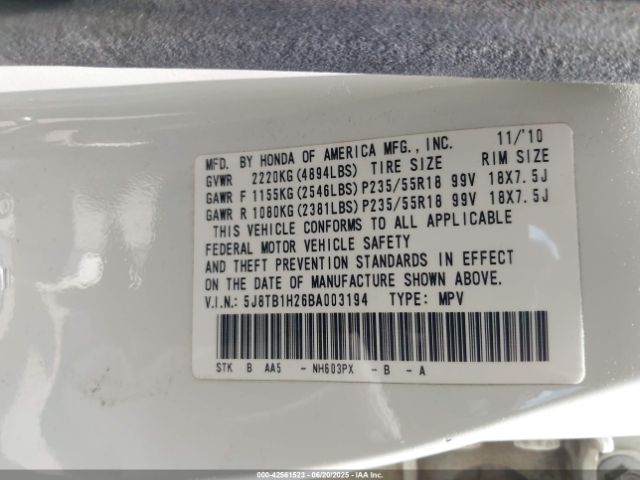 MFD. BY HONDA OF AMERICA MFG., INC. 11/'10
GVWR 2220KG(4894LBS) TIRE SIZE RIM SIZE
GAWR F 1155KG(2546LBS)P235/55R18 99V 18X7.5J
GAWR R 1080KG(2381LBS)P235/55R18 99V 18X7.5J
THIS VEHICLE CONFORMS TO ALL APPLICABLE
FEDERAL MOTOR VEHICLE SAFETY
AND THEFT PREVENTION STANDARDS IN EFFECT
ON THE DATE OF MANUFACTURE SHOWN ABOVE.
V.I.N.: 5J8TB1H26BA003194 TYPE: MPV
STK B AA5 - NH603PX - B - A
000-42561523 - 06/20/2025 - IAAI.COM